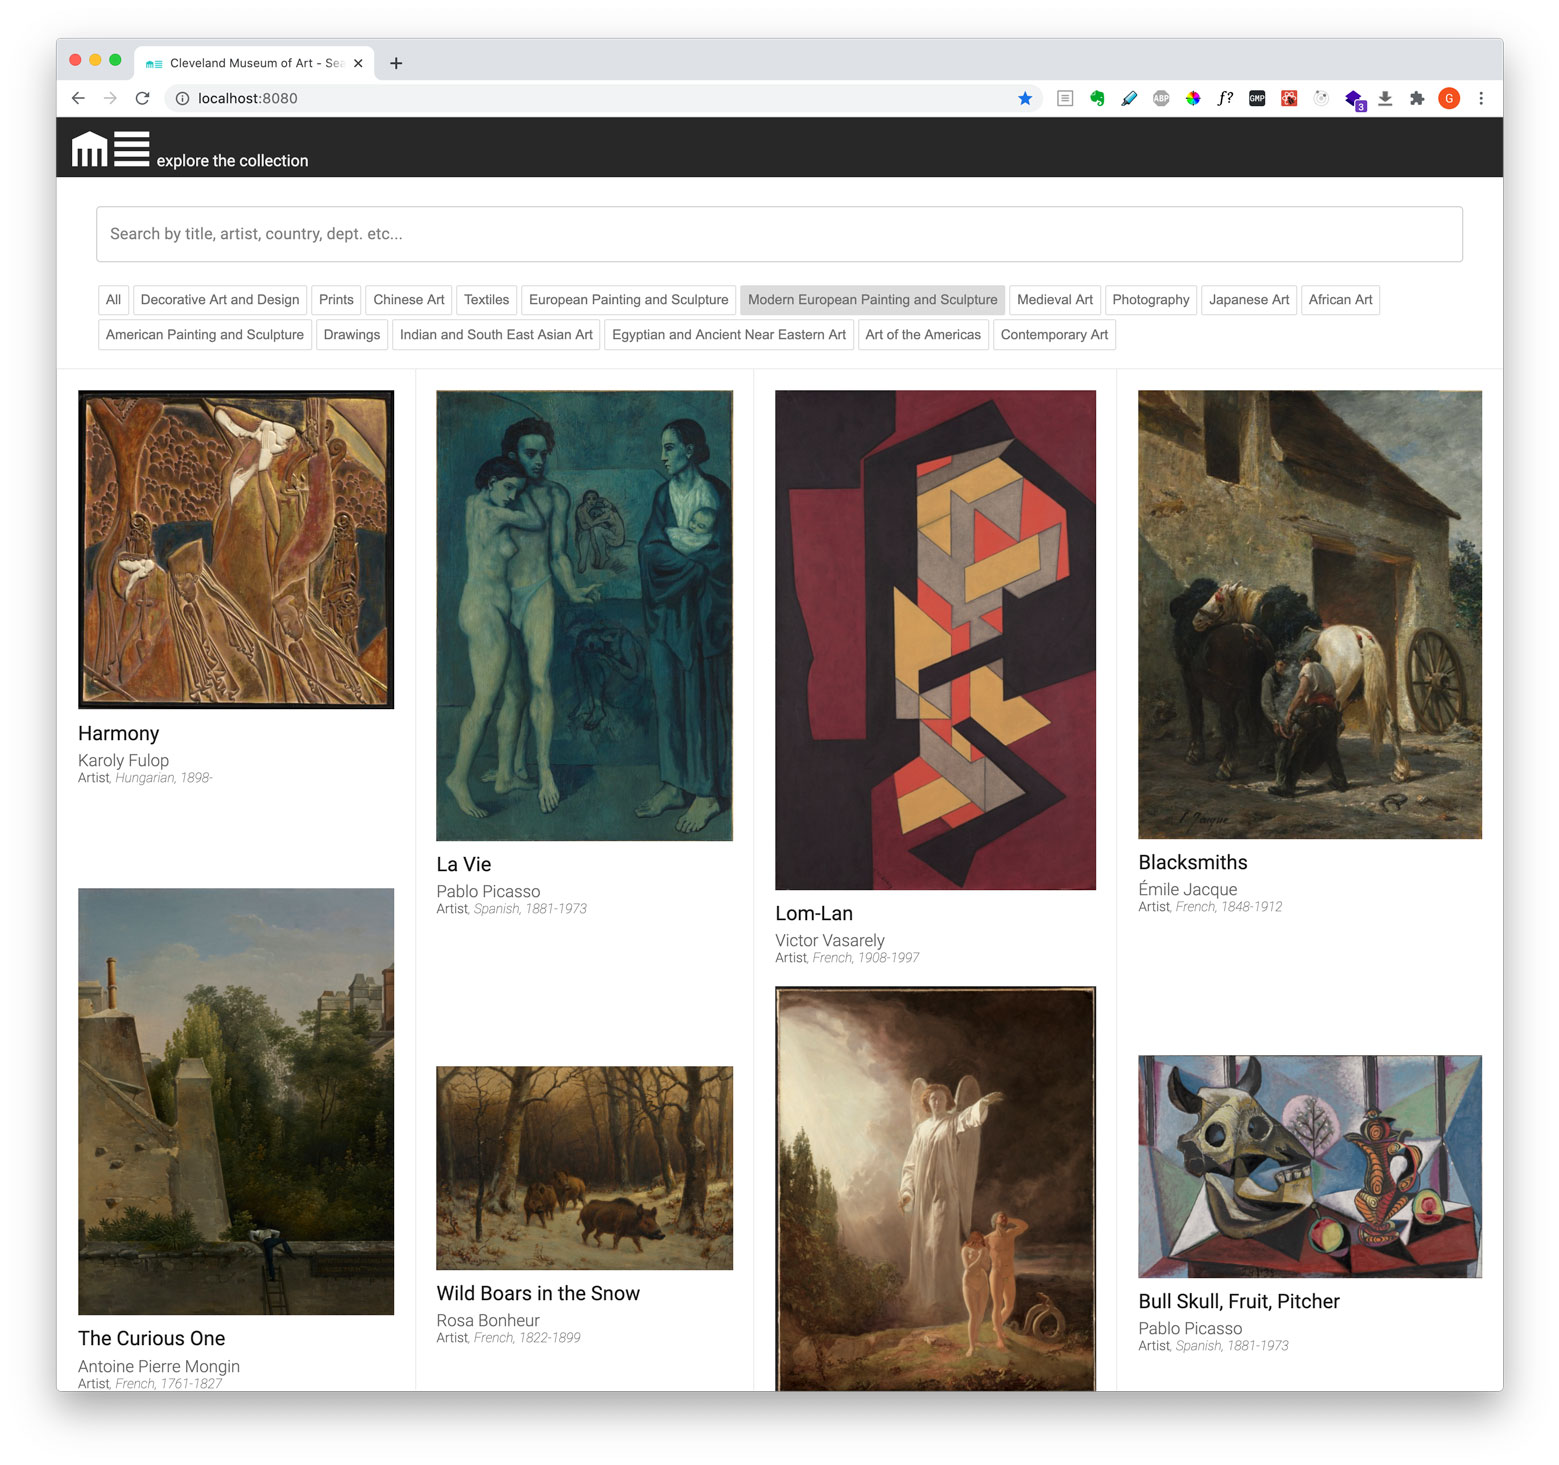 Cleveland Museum of Art - Sea
localhost:8080
ABP
f?
GMP
3
G
explore the collection
Search by title, artist, country, dept. etc...
All
Decorative Art and Design
Prints
Chinese Art
Textiles
European Painting and Sculpture
Modern European Painting and Sculpture
Medieval Art
Photography
Japanese Art
African Art
American Painting and Sculpture
Drawings
Indian and South East Asian Art
Egyptian and Ancient Near Eastern Art
Art of the Americas
Contemporary Art
Harmony
Karoly Fulop
Artist, Hungarian, 1898-
La Vie
Pablo Picasso
Artist, Spanish, 1881-1973
Lom-Lan
Victor Vasarely
Artist, French, 1908-1997
Blacksmiths
Émile Jacque
Artist, French, 1848-1912
The Curious One
Antoine Pierre Mongin
Artist, French, 1761-1827
Wild Boars in the Snow
Rosa Bonheur
Artist, French, 1822-1899
Bull Skull, Fruit, Pitcher
Pablo Picasso
Artist, Spanish, 1881-1973